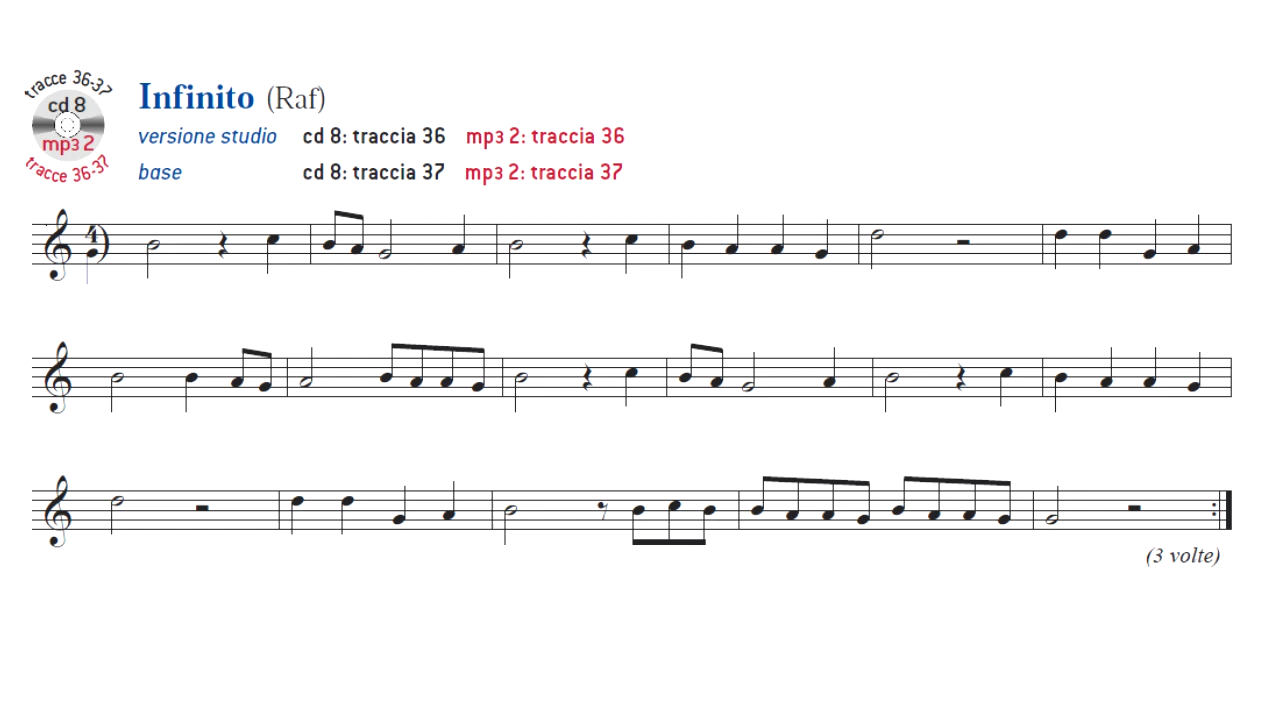 tracce 36-37
cd 8
mp3 2
tracce 36-37
Infinito (Raf)
versione studio cd 8: traccia 36 mp3 2: traccia 36
base cd 8: traccia 37 mp3 2: traccia 37
(3 volte)